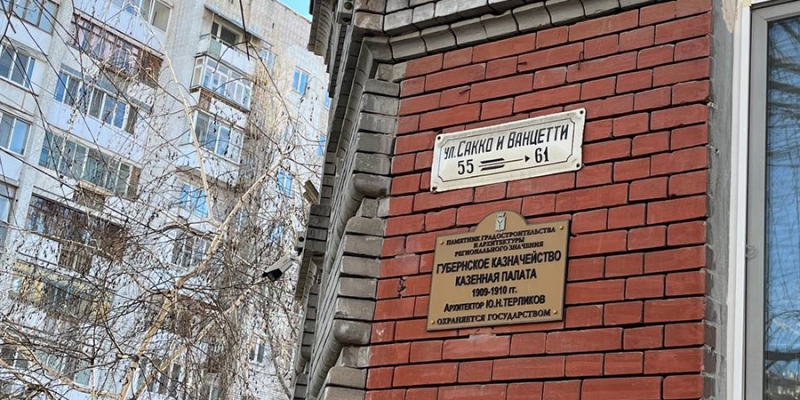 ул. Сакко и Ванцетти
55 → 61
Памятник градостроительства
и архитектуры
регионального значения
Губернское казначейство
Казенная палата
1909-1910 гг.
Архитектор Ю.Н.Терликов
Охраняется государством